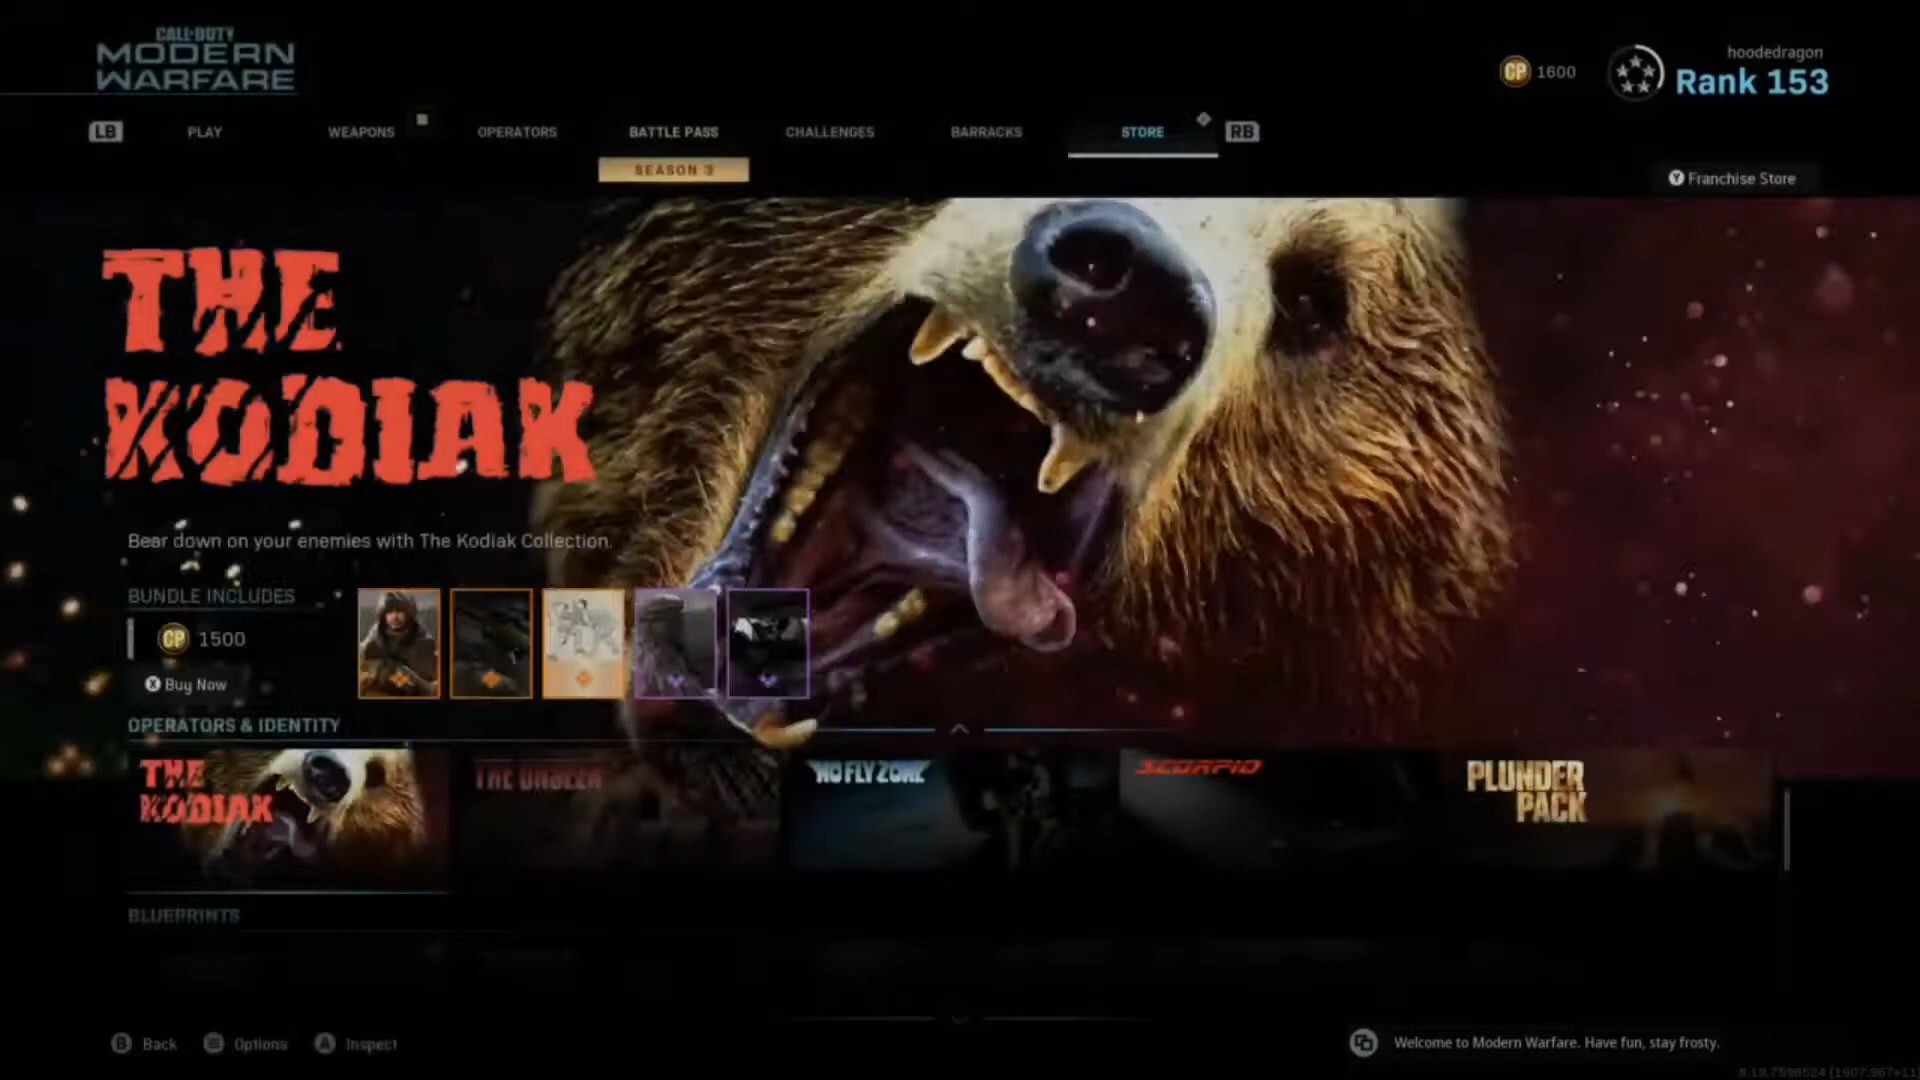 CALL OF DUTY
MODERN
WARFARE
CP 1600
hoodedragon
Rank 153
LB
PLAY
WEAPONS
OPERATORS
BATTLE PASS
CHALLENGES
BARRACKS
STORE
RB
SEASON 3
Y Franchise Store
THE
KODIAK
Bear down on your enemies with The Kodiak Collection.
BUNDLE INCLUDES
CP 1500
X Buy Now
OPERATORS & IDENTITY
THE
KODIAK
THE UNSEEN
NO FLY ZONE
SCORPIO
PLUNDER
PACK
BLUEPRINTS
B Back
Options
A Inspect
Welcome to Modern Warfare. Have fun, stay frosty.